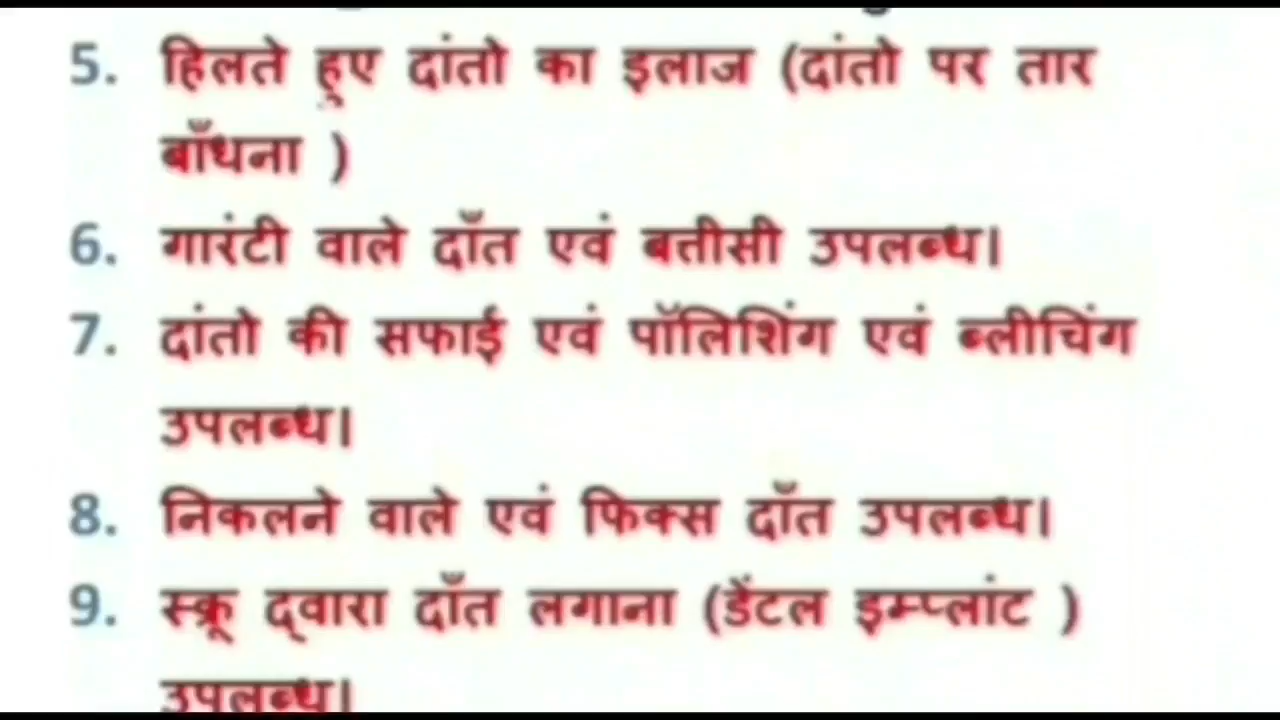 5. हिलते हुए दांतो का इलाज (दांतो पर तार
बाँधना )
6. गारंटी वाले दाँत एवं बत्तीसी उपलब्ध।
7. दांतो की सफाई एवं पॉलिशिंग एवं ब्लीचिंग
उपलब्ध।
8. निकलने वाले एवं फिक्स दाँत उपलब्ध।
9. स्क्रू द्वारा दाँत लगाना (डेंटल इम्प्लांट )
उपलब्ध।